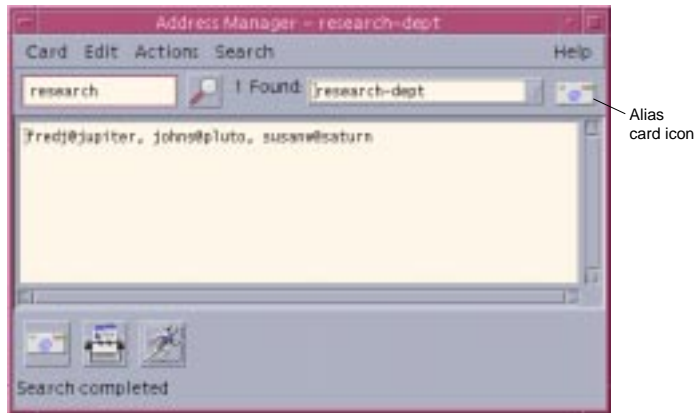 Address Manager – research-dept
Card Edit Actions Search Help
research 1 Found: research-dept
Alias
card icon
fredj@jupiter, johns@pluto, susanw@saturn
Search completed